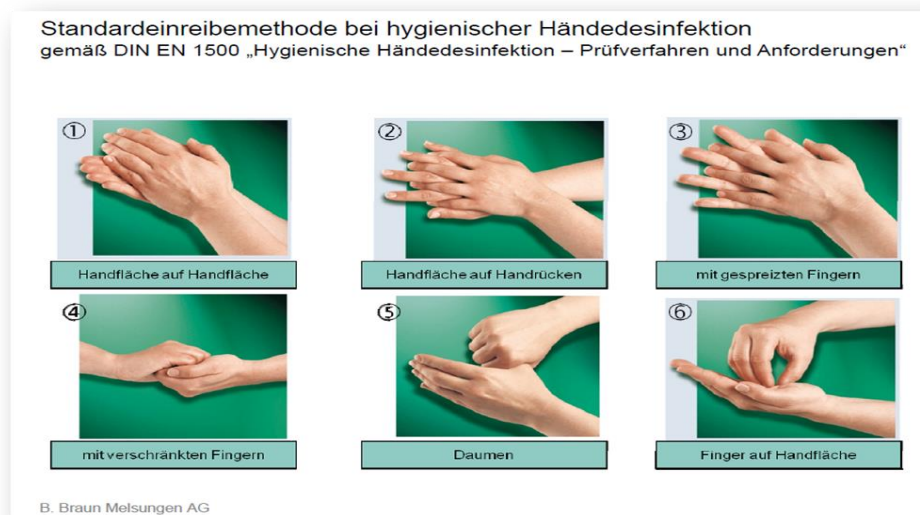 Standardeinreibemethode bei hygienischer Händedesinfektion
gemäß DIN EN 1500 „Hygienische Händedesinfektion – Prüfverfahren und Anforderungen“
①
②
③
Handfläche auf Handfläche
Handfläche auf Handrücken
mit gespreizten Fingern
④
⑤
⑥
mit verschränkten Fingern
Daumen
Finger auf Handfläche
B. Braun Melsungen AG